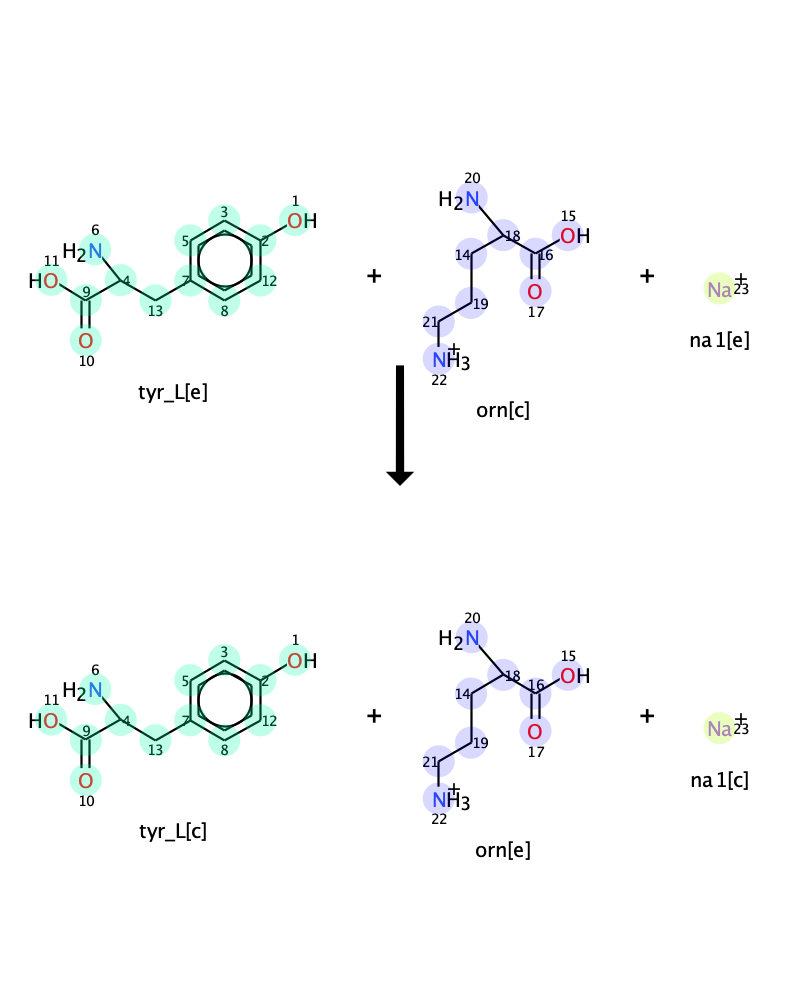 1
3
6
H₂N
OH
5
2
11
HO
9
4
7
12
8
13
O
10
tyr_L[e]
+
20
H₂N
15
OH
18
16
14
O
17
19
21
+
NH₃
22
orn[c]
+
Na
+
23
na1[e]
1
3
6
H₂N
OH
5
2
11
HO
9
4
7
12
8
13
O
10
tyr_L[c]
+
20
H₂N
15
OH
18
16
14
O
17
19
21
+
NH₃
22
orn[e]
+
Na
+
23
na1[c]